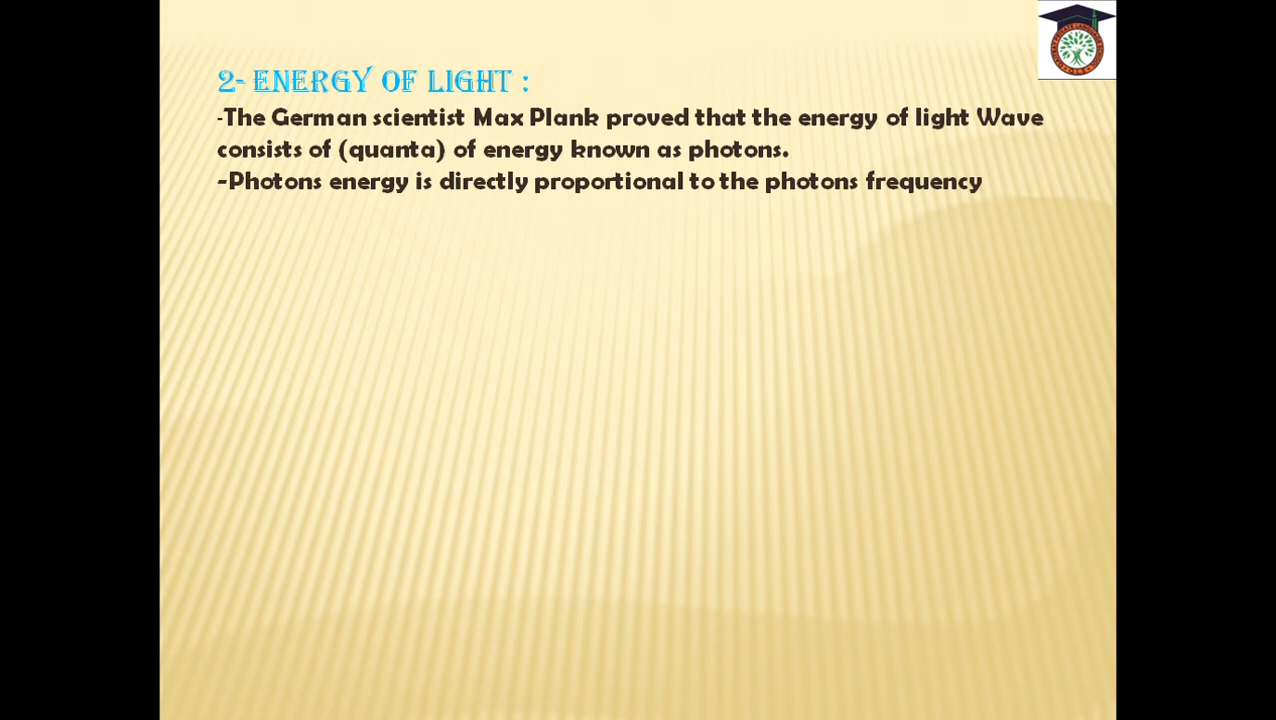 2- ENERGY OF LIGHT :
-The German scientist Max Plank proved that the energy of light Wave
consists of (quanta) of energy known as photons.
-Photons energy is directly proportional to the photons frequency